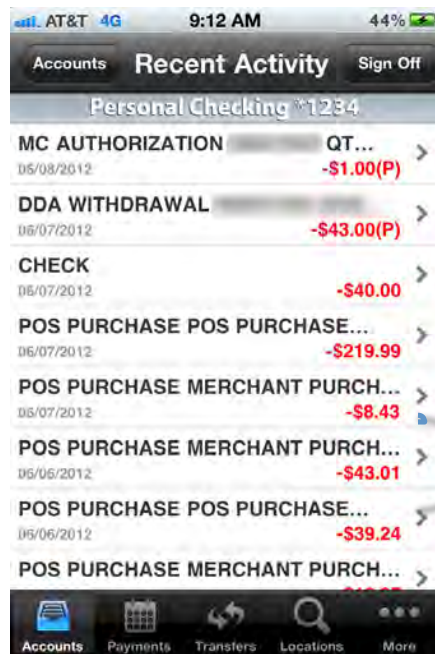 AT&T 4G 9:12 AM 44%
Accounts Recent Activity Sign Off
Personal Checking *1234
MC AUTHORIZATION QT...
06/08/2012 -$1.00(P)
DDA WITHDRAWAL
06/07/2012 -$43.00(P)
CHECK
06/07/2012 -$40.00
POS PURCHASE POS PURCHASE...
06/07/2012 -$219.99
POS PURCHASE MERCHANT PURCH...
06/07/2012 -$8.43
POS PURCHASE MERCHANT PURCH...
06/06/2012 -$43.01
POS PURCHASE POS PURCHASE...
06/06/2012 -$39.24
POS PURCHASE MERCHANT PURCH...
Accounts Payments Transfers Locations More